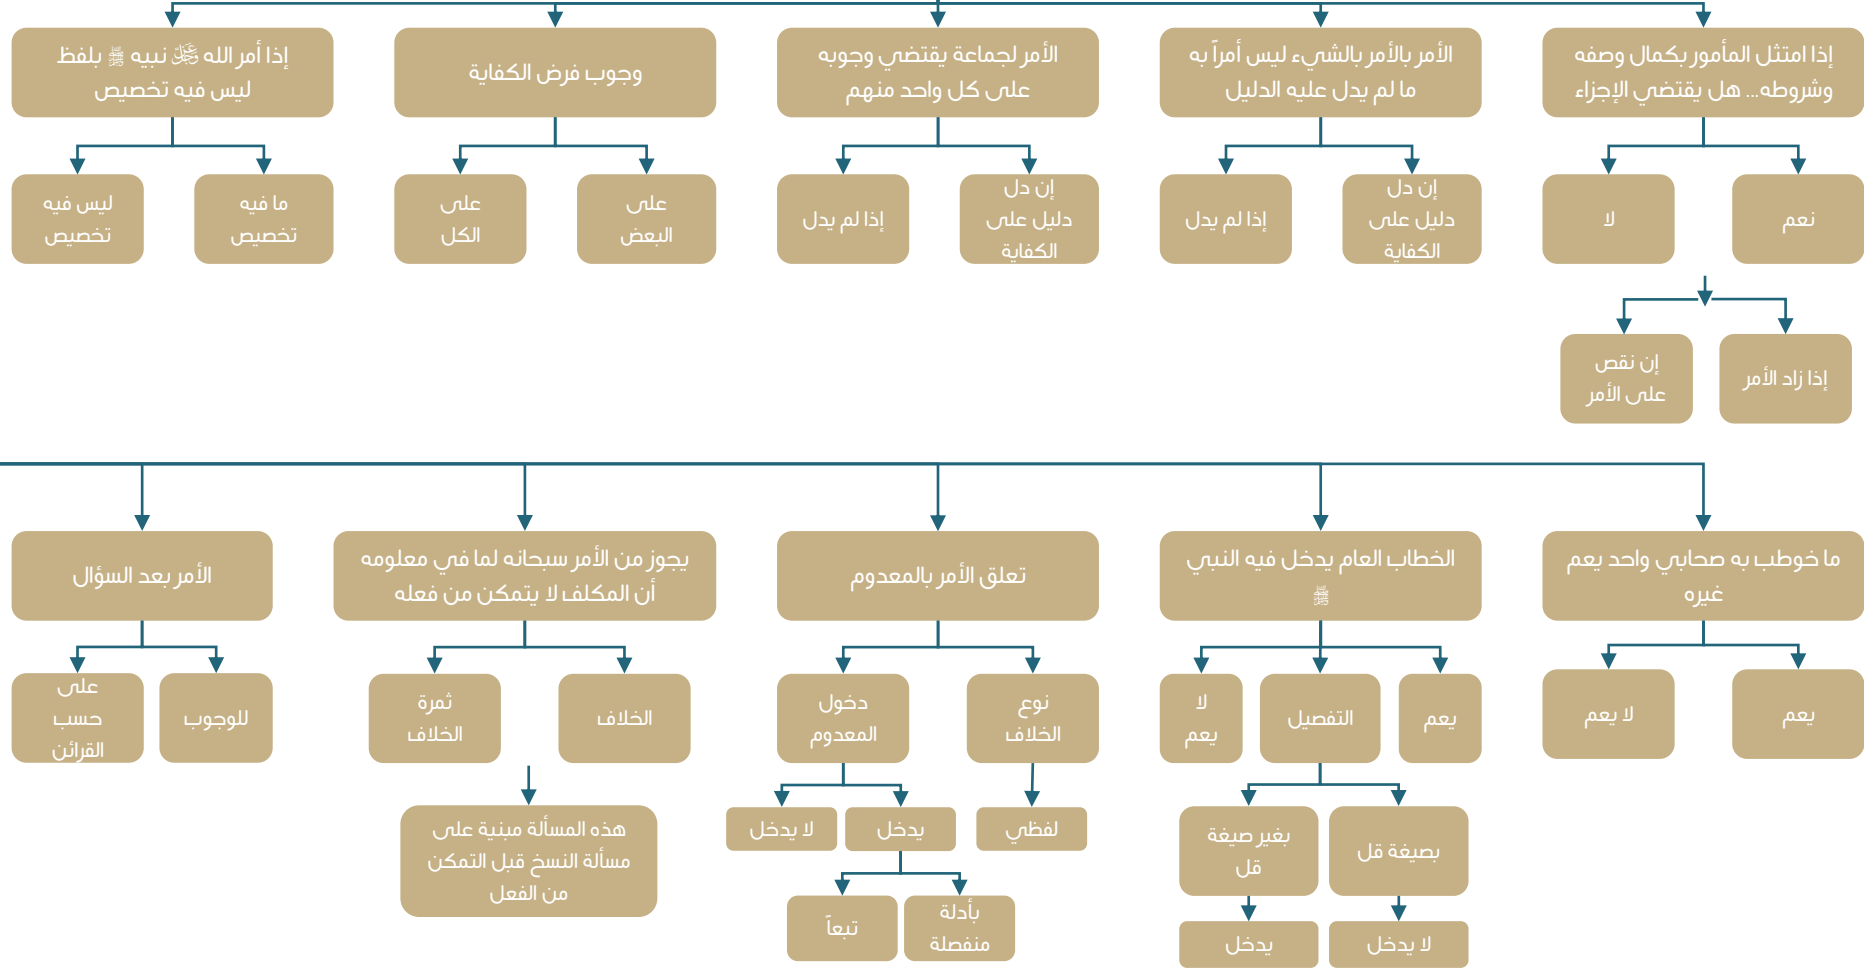 إذا امتثل المأمور بكمال وصفه
وشروطه... هل يقتضي الإجزاء
الأمر بالأمر بالشيء ليس أمراً به
ما لم يدل عليه الدليل
الأمر لجماعة يقتضي وجوبه
على كل واحد منهم
وجوب فرض الكفاية
إذا أمر الله ﷻ نبيه ﷺ بلفظ
ليس فيه تخصيص
نعم
لا
إن دل
دليل على
الكفاية
إذا لم يدل
إن دل
دليل على
الكفاية
إذا لم يدل
على
البعض
على
الكل
ما فيه
تخصيص
ليس فيه
تخصيص
إذا زاد الأمر
إن نقص
على الأمر
ما خوطب به صحابي واحد يعم
غيره
الخطاب العام يدخل فيه النبي
ﷺ
تعلق الأمر بالمعدوم
يجوز من الأمر سبحانه لما في معلومه
أن المكلف لا يتمكن من فعله
الأمر بعد السؤال
يعم
لا يعم
يعم
التفصيل
لا
يعم
نوع
الخلاف
دخول
المعدوم
الخلاف
ثمرة
الخلاف
للوجوب
على
حسب
القرائن
بصيغة قل
بغير صيغة
قل
لفظي
يدخل
لا يدخل
هذه المسألة مبنية على
مسألة النسخ قبل التمكن
من الفعل
لا يدخل
يدخل
بأدلة
منفصلة
تبعاً